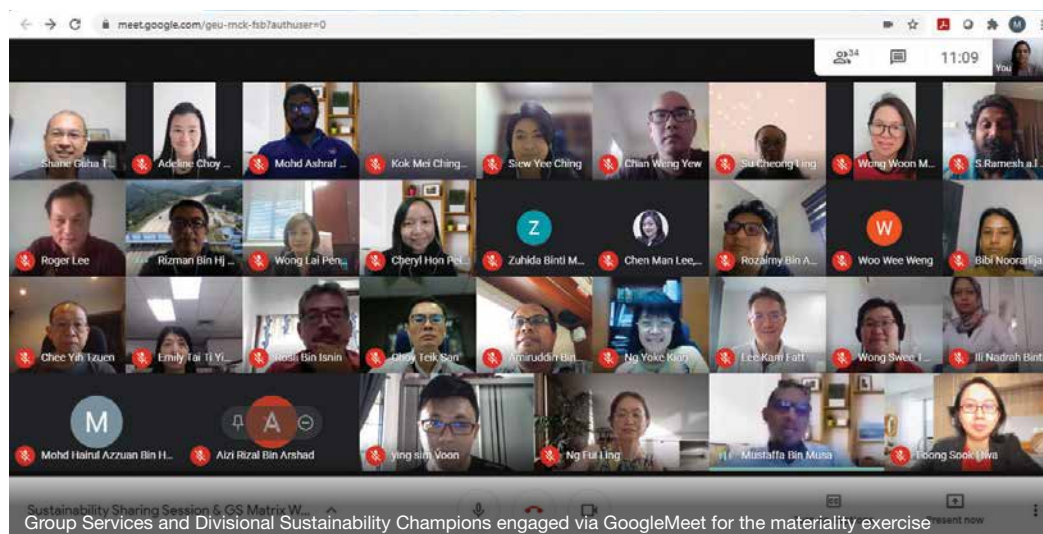 meet.google.com/geu-mck-fsb?authuser=0
M
34
11:09
You
Shane Guha T...
Adeline Choy ...
Mohd Ashraf ...
Kok Mei Ching...
Siew Yee Ching
Chan Weng Yew
Su Cheong Ling
Wong Woon M...
S.Ramesh a.l ...
Roger Lee
Rizman Bin Hj ...
Wong Lai Pen...
Cheryl Hon Pei...
Z
Zuhida Binti M...
Chen Man Lee,...
Rozaimy Bin A...
W
Woo Wee Weng
Bibi Noorarlija
Chee Yih Tzuen
Emily Tai Ti Yi...
Rosli Bin Isnin
Choy Teik San
Amiruddin Bin
Ng Yoke Kian
Lee Kam Fatt
Wong Swee
Ili Nadrah Bint
M
Mohd Hairul Azzuan Bin H...
A
Aizi Rizal Bin Arshad
ying sim Voon
Ng Fui Ling
Mustaffa Bin Musa
Loong Sook Hwa
Sustainability Sharing Session & GS Matrix W...
Present now
Group Services and Divisional Sustainability Champions engaged via GoogleMeet for the materiality exercise